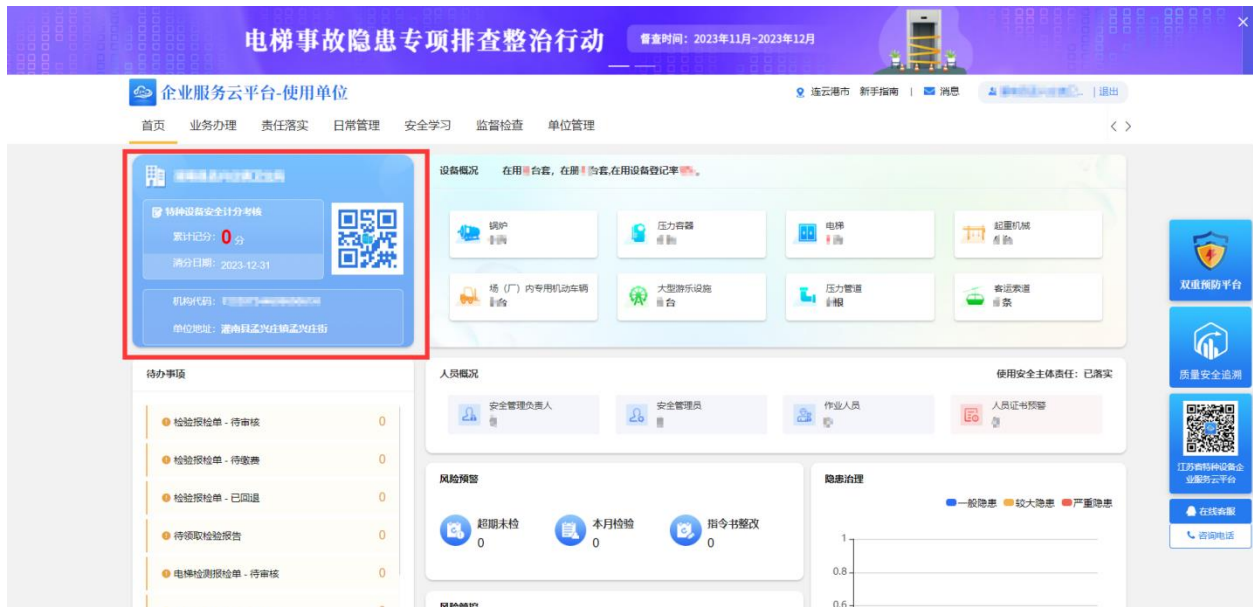 电梯事故隐患专项排查整治行动 督查时间：2023年11月~2023年12月
企业服务云平台-使用单位
连云港市 新手指南 | 消息 | 退出
首页 业务办理 责任落实 日常管理 安全学习 监督检查 单位管理
特种设备安全计分考核
累计记分：0分
清分日期：2023-12-31
机构代码：
单位地址：灌南县孟兴庄镇孟兴庄街
设备概况 在用台套，在册台套,在用设备登记率。
锅炉
压力容器
电梯
起重机械
场（厂）内专用机动车辆
台
大型游乐设施
台
压力管道
根
客运索道
条
待办事项
检验报检单 - 待审核 0
检验报检单 - 待缴费 0
检验报检单 - 已回退 0
待领取检验报告 0
电梯检测报检单 - 待审核 0
人员概况 使用安全主体责任：已落实
安全管理负责人
安全管理员
作业人员
人员证书预警
风险预警
超期未检
0
本月检验
0
指令书整改
0
风险管控
隐患治理
一般隐患 较大隐患 严重隐患
1
0.8
0.6
双重预防平台
质量安全追溯
江苏省特种设备企
业服务云平台
在线客服
咨询电话